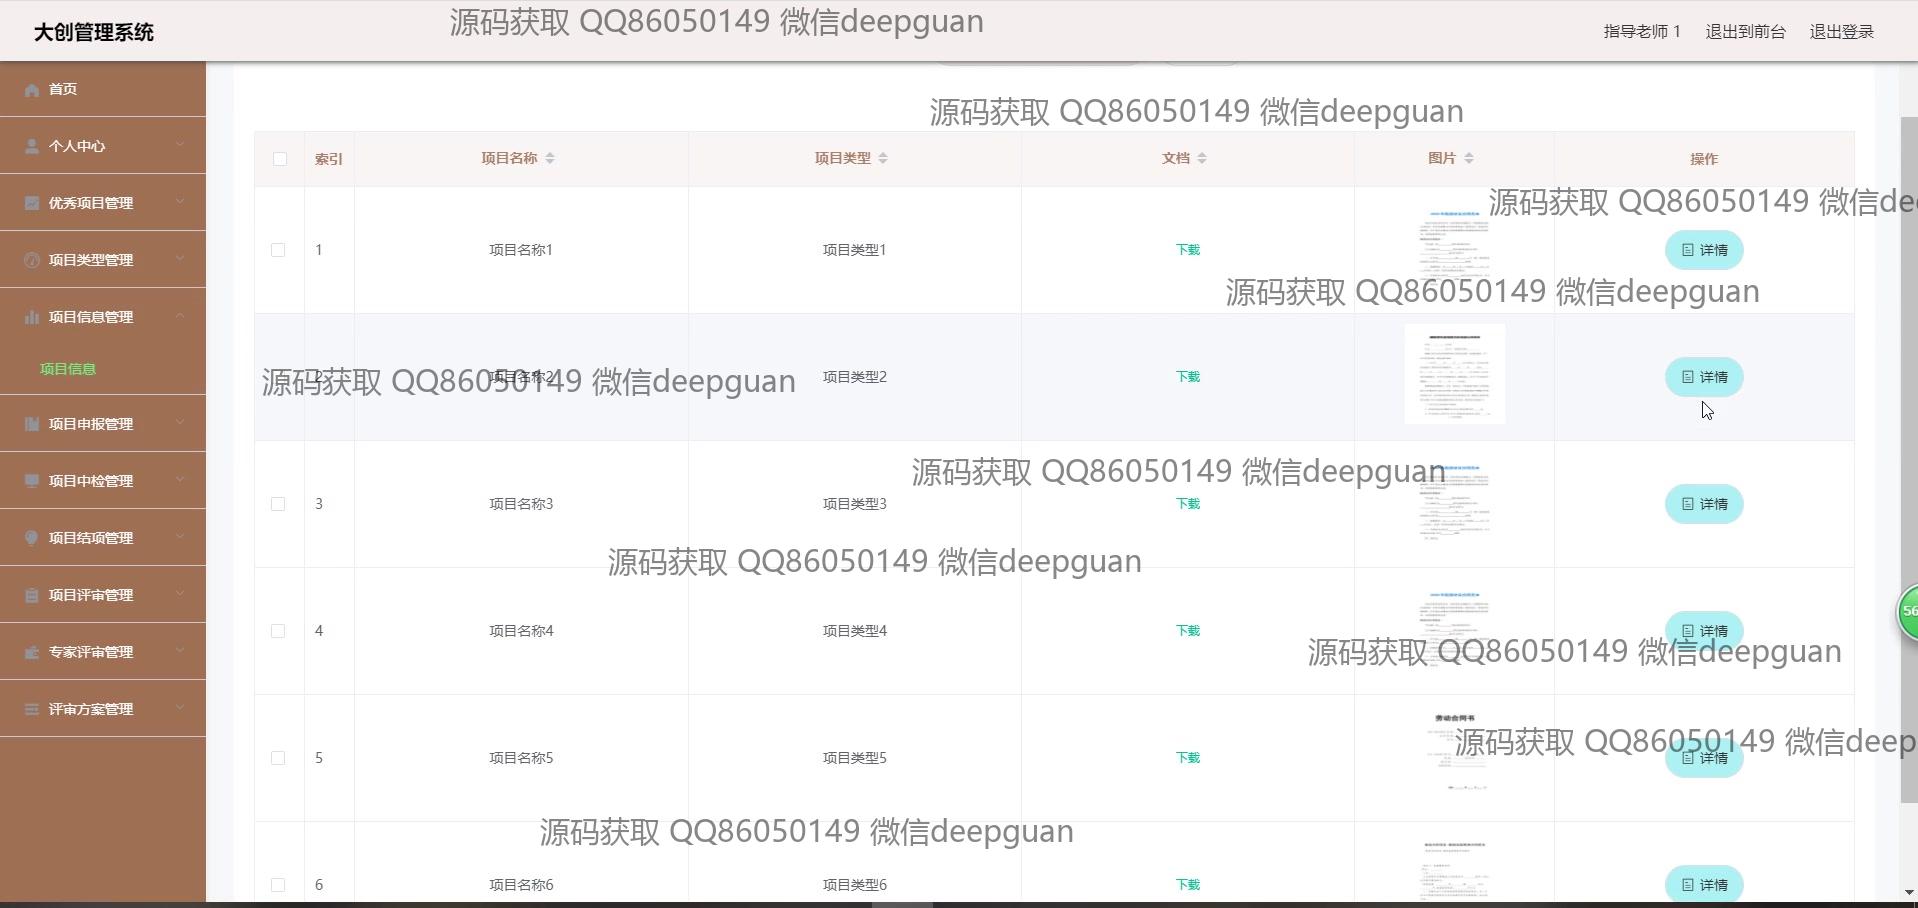 大创管理系统
源码获取 QQ86050149 微信deepguan
指导老师 1
退出到前台
退出登录
首页
个人中心
优秀项目管理
项目类型管理
项目信息管理
项目信息
项目申报管理
项目中检管理
项目结项管理
项目评审管理
专家评审管理
评审方案管理
源码获取 QQ86050149 微信deepguan
索引 项目名称 项目类型 文档 图片 操作
源码获取 QQ86050149 微信dee
1 项目名称1 项目类型1 下载 详情
源码获取 QQ86050149 微信deepguan
2 项目名称2 项目类型2 下载 详情
源码获取 QQ86050149 微信deepguan
源码获取 QQ86050149 微信deepguan
3 项目名称3 项目类型3 下载 详情
源码获取 QQ86050149 微信deepguan
56
4 项目名称4 项目类型4 下载 详情
源码获取 QQ86050149 微信deepguan
劳动合同书
源码获取 QQ86050149 微信deep
5 项目名称5 项目类型5 下载 详情
源码获取 QQ86050149 微信deepguan
6 项目名称6 项目类型6 下载 详情